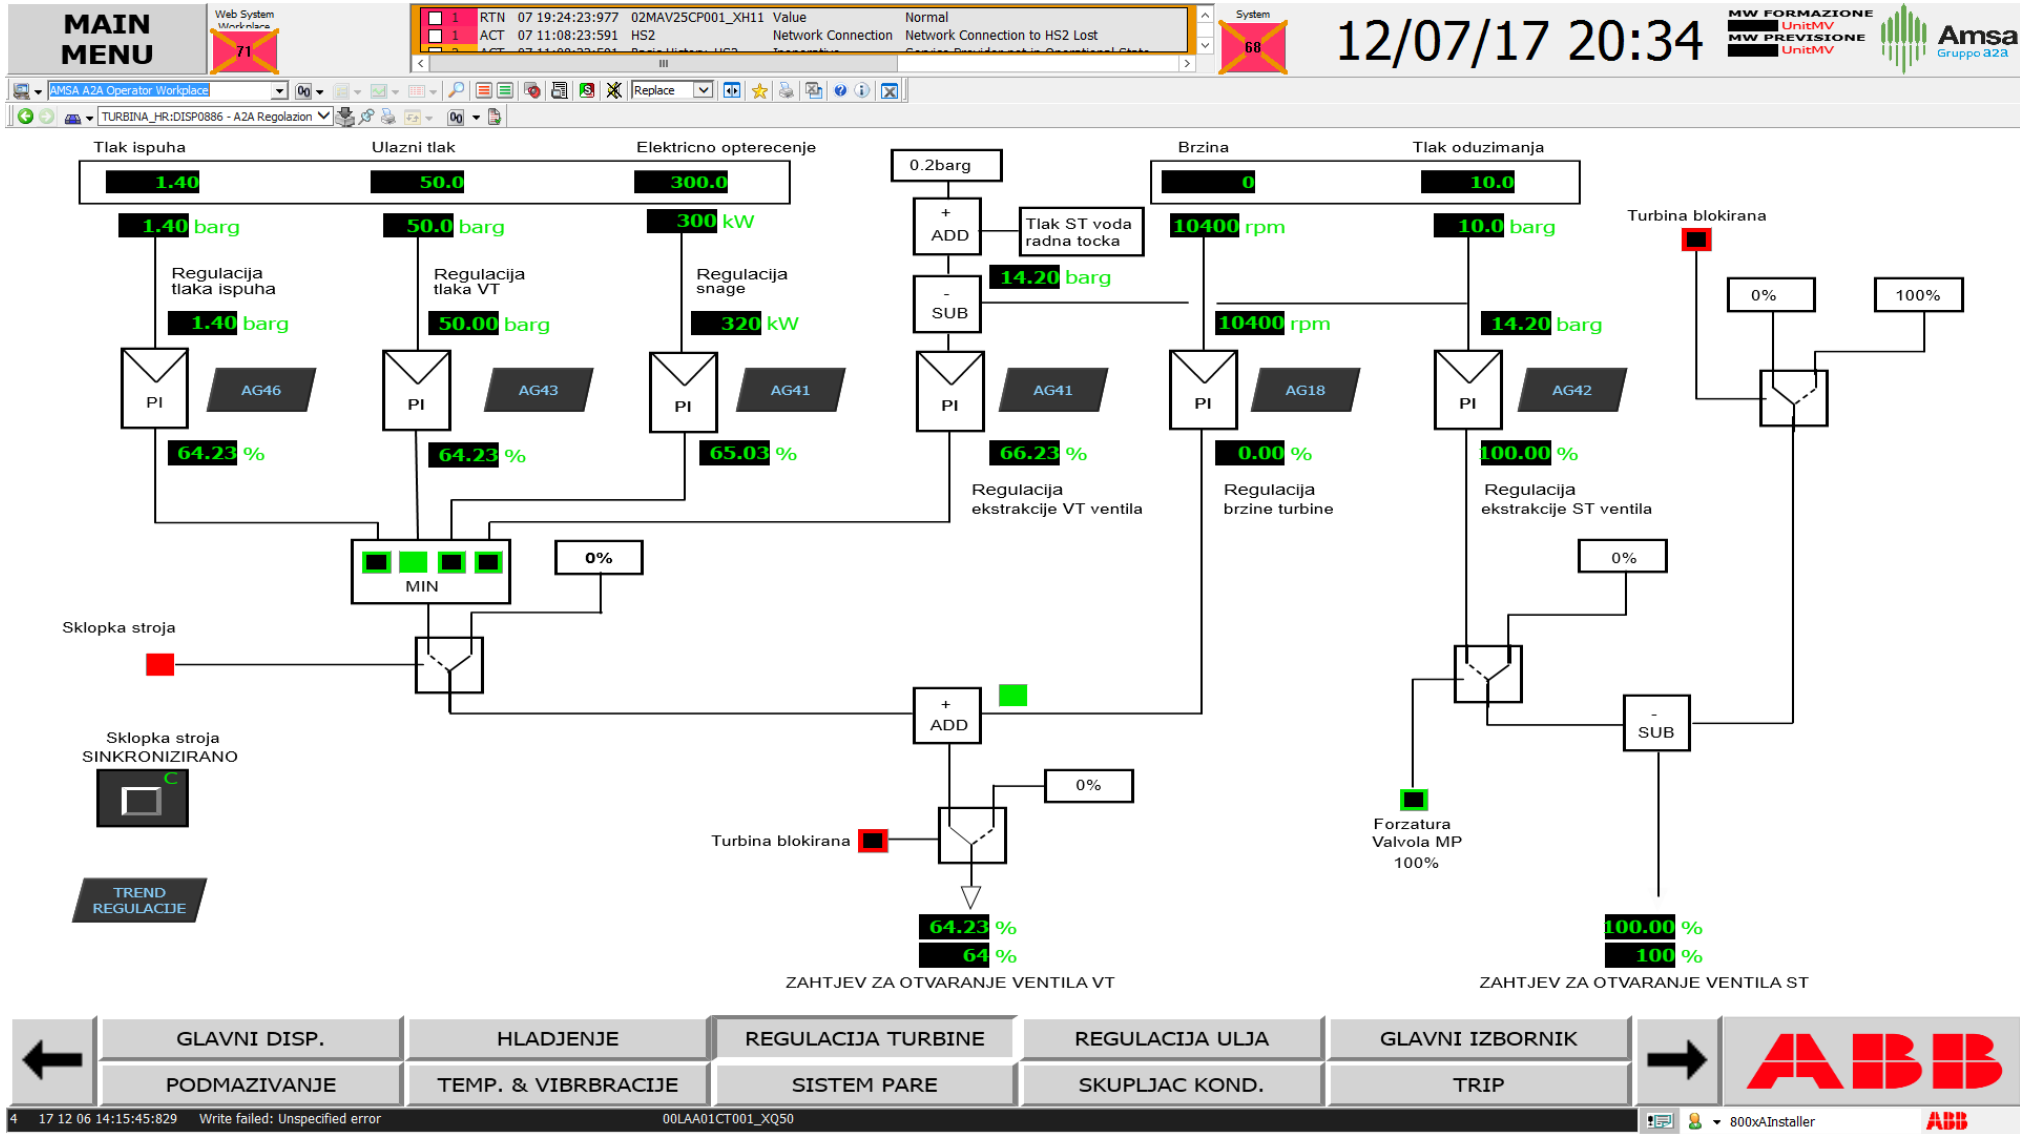 MAIN
MENU
Web System
Workplace
71
1 RTN 07 19:24:23:977 02MAV25CP001_XH11 Value Normal
1 ACT 07 11:08:23:591 HS2 Network Connection Network Connection to HS2 Lost
System
68
12/07/17 20:34
MW FORMAZIONE
UnitMV
MW PREVISIONE
UnitMV
Amsa
Gruppo a2a
AMSA A2A Operator Workplace
Replace
TURBINA_HR:DISP0886 - A2A Regolazion
Tlak ispuha Ulazni tlak Elektricno opterecenje Brzina Tlak oduzimanja
0.2barg
1.40 50.0 300.0 0 10.0
1.40 barg 50.0 barg 300 kW 10400 rpm 10.0 barg
+
ADD
Tlak ST voda
radna tocka
Turbina blokirana
Regulacija
tlaka ispuha
Regulacija
tlaka VT
Regulacija
snage
14.20 barg
-
SUB
0% 100%
1.40 barg 50.00 barg 320 kW 10400 rpm 14.20 barg
PI AG46 PI AG43 PI AG41 PI AG41 PI AG18 PI AG42
64.23 % 64.23 % 65.03 % 66.23 % 0.00 % 100.00 %
Regulacija
ekstrakcije VT ventila
Regulacija
brzine turbine
Regulacija
ekstrakcije ST ventila
MIN
0%
0%
Sklopka stroja
+
ADD
-
SUB
Sklopka stroja
SINKRONIZIRANO
C
0%
Turbina blokirana
Forzatura
Valvola MP
100%
TREND
REGULACIJE
64.23 %
64 %
ZAHTJEV ZA OTVARANJE VENTILA VT
100.00 %
100 %
ZAHTJEV ZA OTVARANJE VENTILA ST
GLAVNI DISP. HLADJENJE REGULACIJA TURBINE REGULACIJA ULJA GLAVNI IZBORNIK
PODMAZIVANJE TEMP. & VIBRBRACIJE SISTEM PARE SKUPLJAC KOND. TRIP
ABB
4 17 12 06 14:15:45:829 Write failed: Unspecified error 00LAA01CT001_XQ50 800xAInstaller ABB